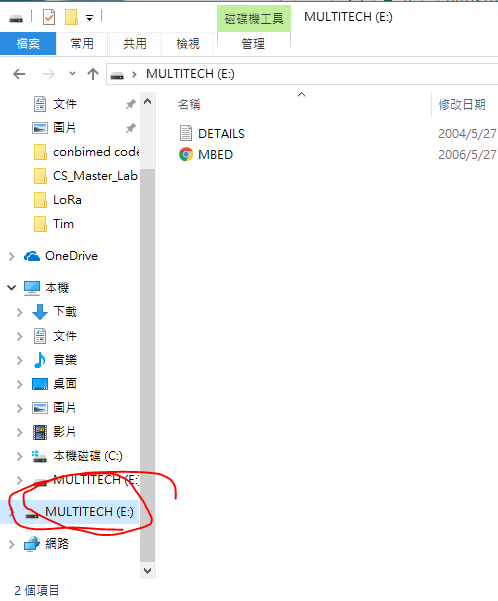 磁碟機工具 MULTITECH (E:)
檔案 常用 共用 檢視 管理
MULTITECH (E:)
文件
圖片
conbimed code
CS_Master_Lab
LoRa
Tim
OneDrive
本機
下載
文件
音樂
桌面
圖片
影片
本機磁碟 (C:)
MULTITECH (E:
MULTITECH (E:)
網路
名稱 修改日期
DETAILS 2004/5/27
MBED 2006/5/27
2 個項目